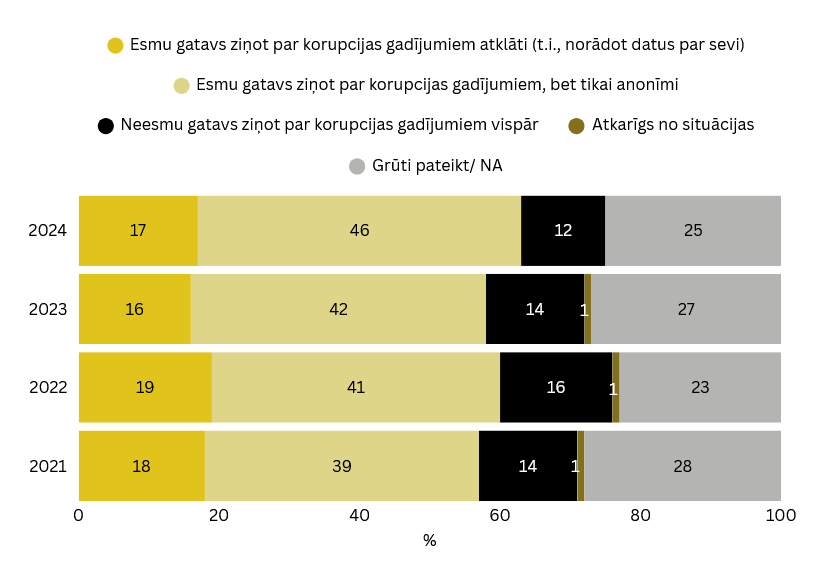 Esmu gatavs ziņot par korupcijas gadījumiem atklāti (t.i., norādot datus par sevi)
Esmu gatavs ziņot par korupcijas gadījumiem, bet tikai anonīmi
Neesmu gatavs ziņot par korupcijas gadījumiem vispār Atkarīgs no situācijas
Grūti pateikt/ NA
2024 17 46 12 25
2023 16 42 14 1 27
2022 19 41 16 1 23
2021 18 39 14 1 28
0 20 40 60 80 100
%